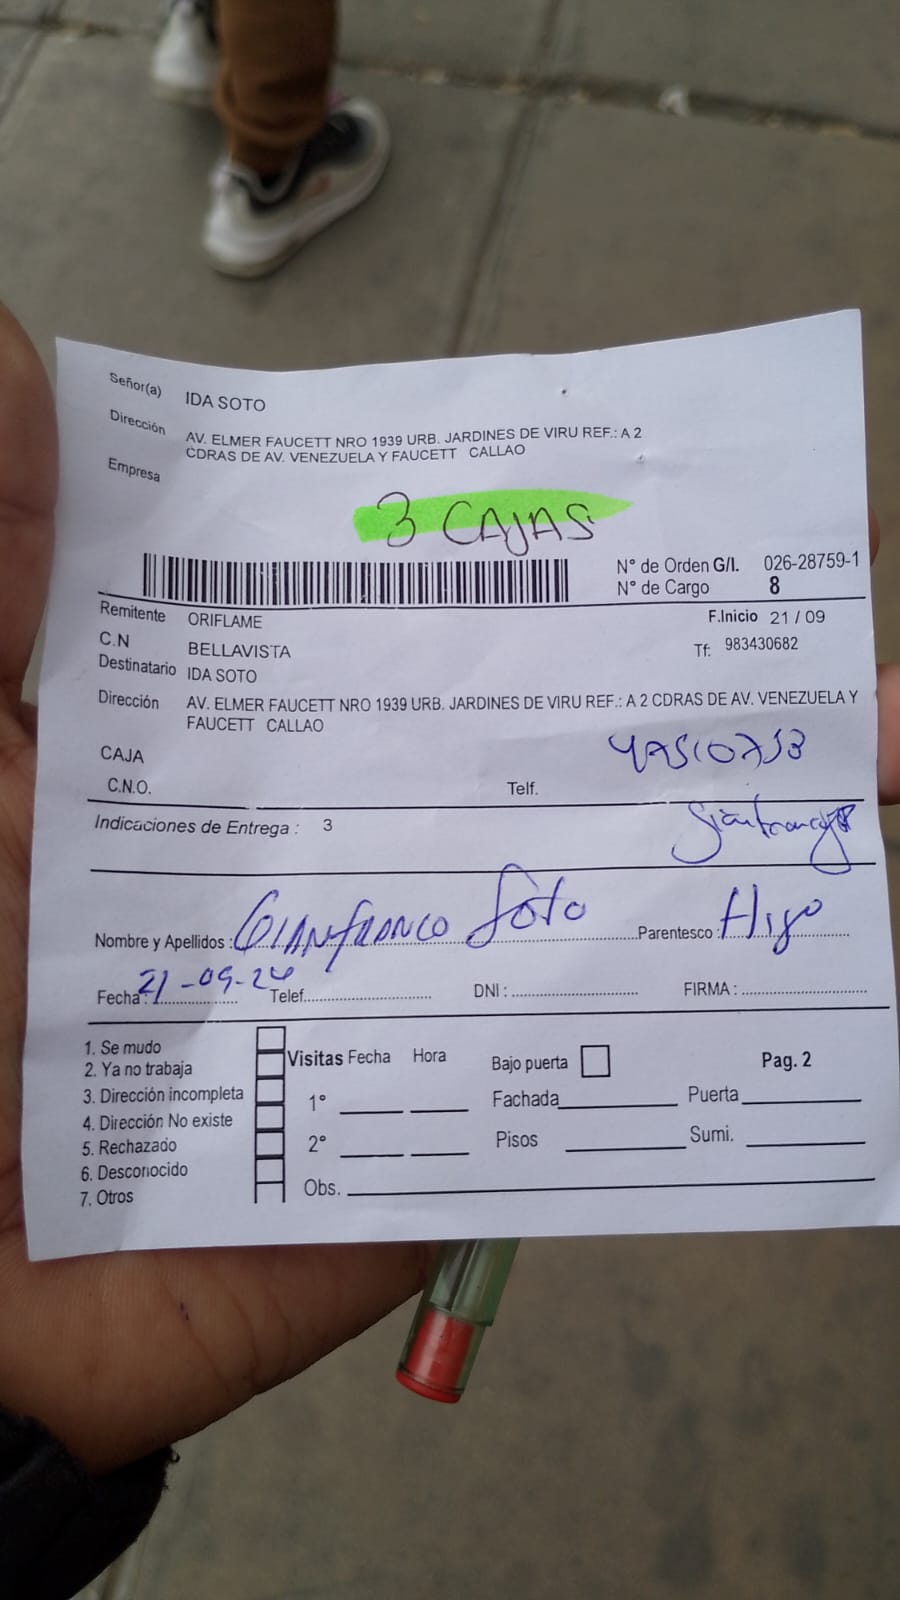 Señor(a) IDA SOTO
Dirección AV. ELMER FAUCETT NRO 1939 URB. JARDINES DE VIRU REF.: A 2
CDRAS DE AV. VENEZUELA Y FAUCETT CALLAO
Empresa
3 CAJAS
N° de Orden G/I. 026-28759-1
N° de Cargo 8
Remitente ORIFLAME F.Inicio 21 / 09
C.N BELLAVISTA Tf: 983430682
Destinatario IDA SOTO
Dirección AV. ELMER FAUCETT NRO 1939 URB. JARDINES DE VIRU REF.: A 2 CDRAS DE AV. VENEZUELA Y
FAUCETT CALLAO
CAJA
C.N.O. Telf.
Indicaciones de Entrega : 3
Nombre y Apellidos : GIANFRANCO Soto Parentesco : Hijo
Fecha : 21-09-24 Telef. DNI : FIRMA :
1. Se mudo
2. Ya no trabaja Visitas Fecha Hora Bajo puerta Pag. 2
3. Dirección incompleta 1° Fachada Puerta
4. Dirección No existe
5. Rechazado 2° Pisos Sumi.
6. Desconocido
7. Otros Obs.